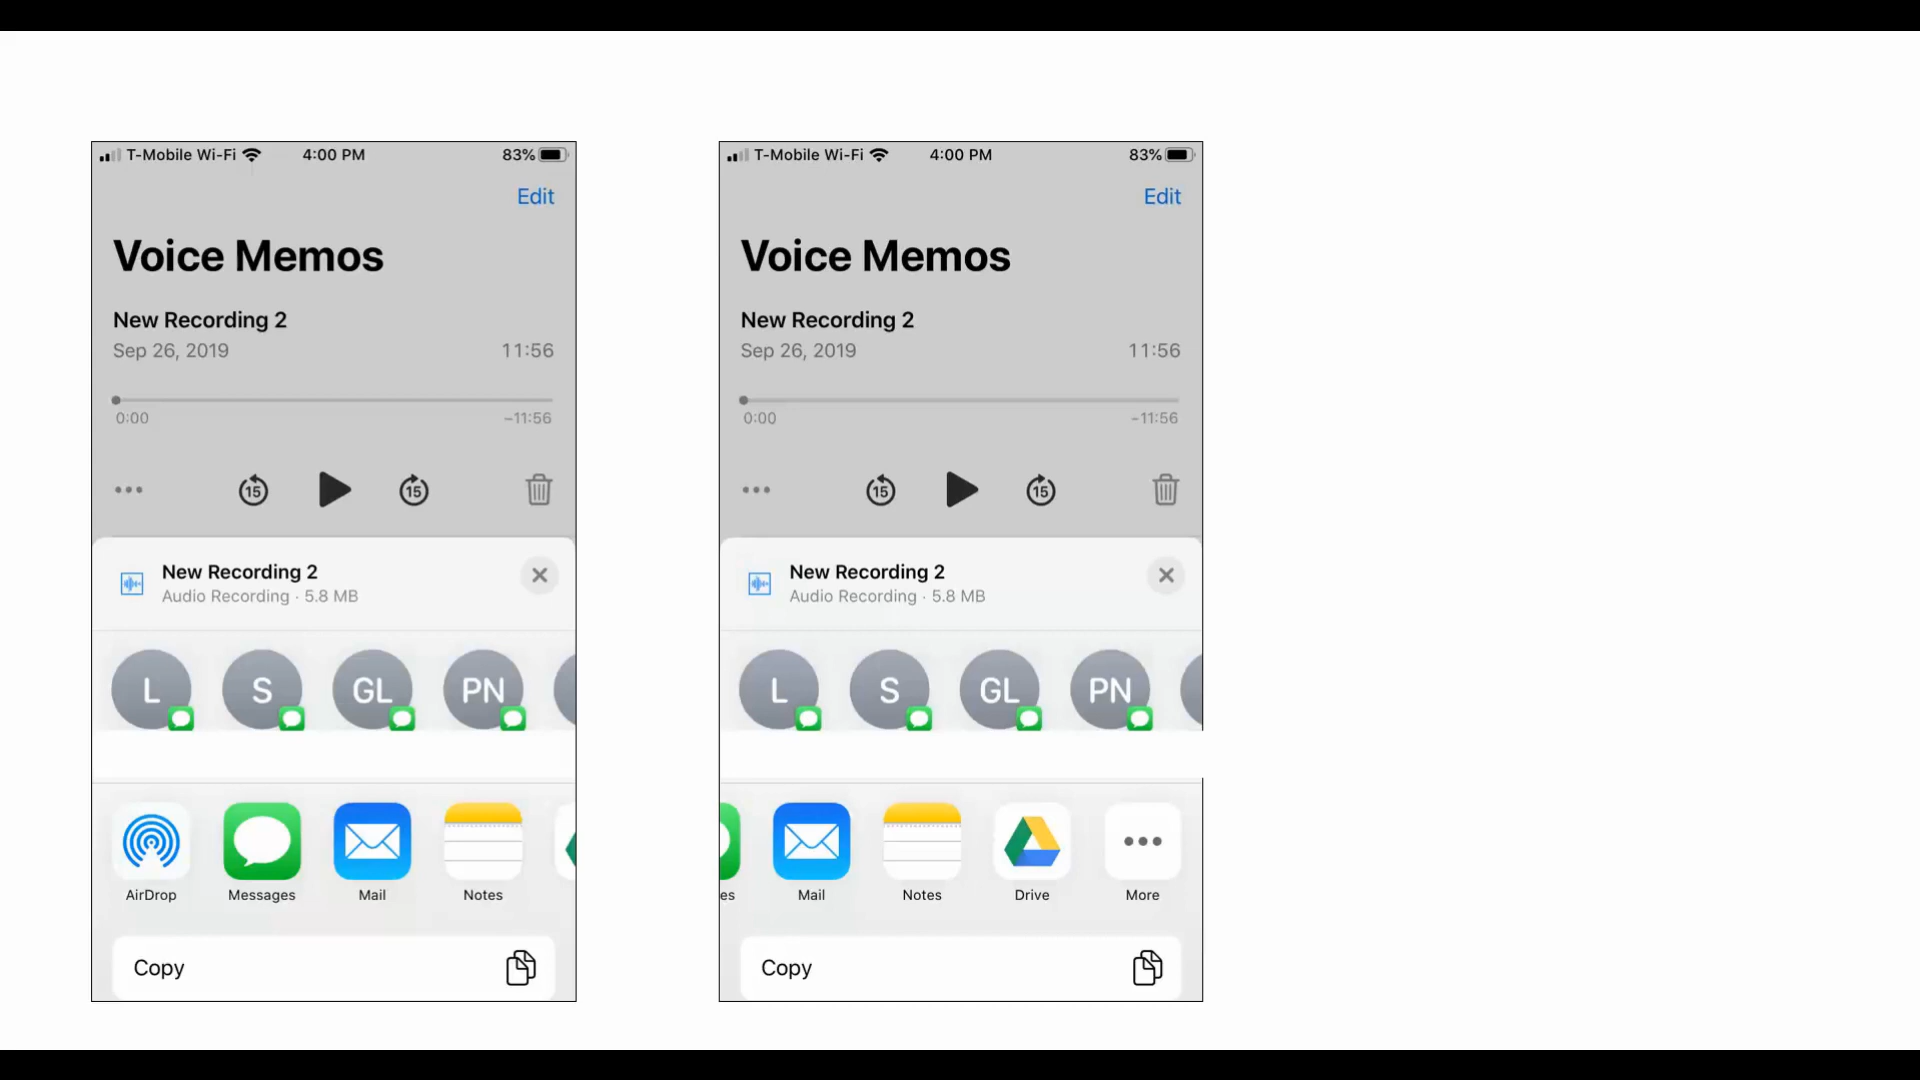 T-Mobile Wi-Fi 4:00 PM 83%
Edit
Voice Memos
New Recording 2
Sep 26, 2019 11:56
0:00 -11:56
15 15
New Recording 2
Audio Recording · 5.8 MB
L S GL PN
AirDrop Messages Mail Notes
Copy
T-Mobile Wi-Fi 4:00 PM 83%
Edit
Voice Memos
New Recording 2
Sep 26, 2019 11:56
0:00 -11:56
15 15
New Recording 2
Audio Recording · 5.8 MB
L S GL PN
es Mail Notes Drive More
Copy